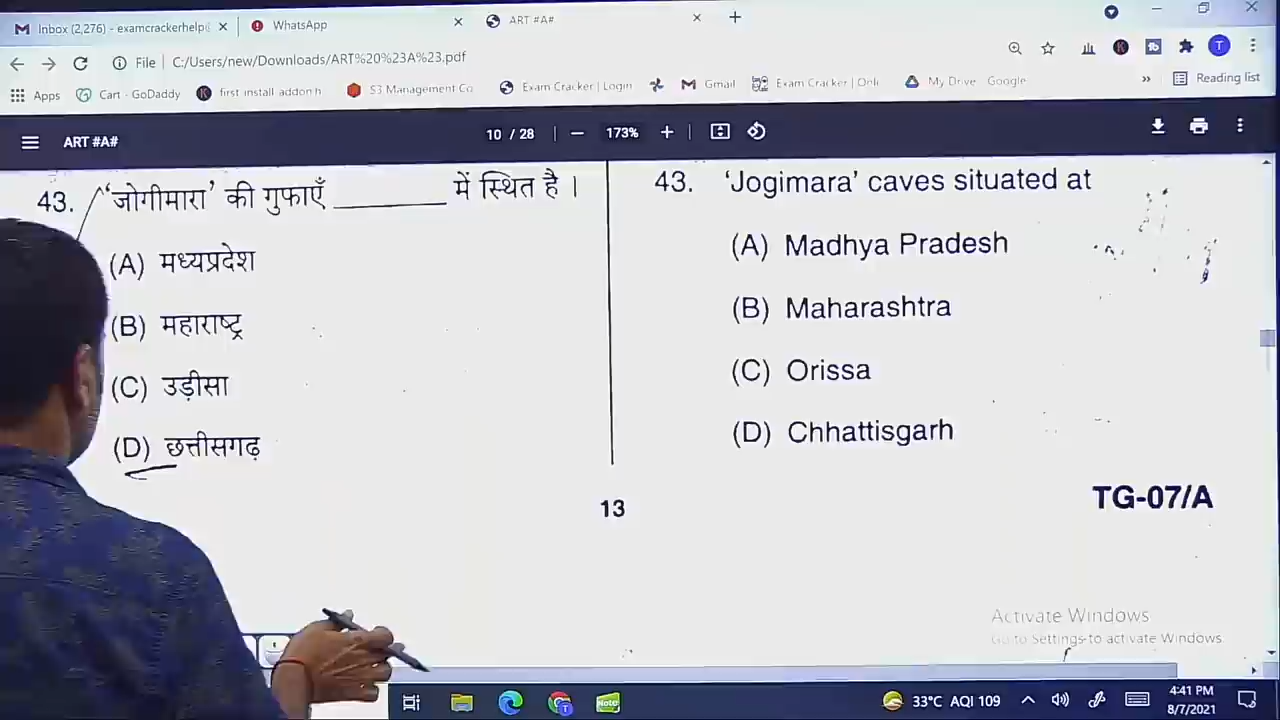 Inbox (2,276) - examcrackerhelp
WhatsApp
ART #A#
File
C:/Users/new/Downloads/ART%20%23A%23.pdf
Apps
Cart - GoDaddy
first install addon h
S3 Management Co
Exam Cracker | Login
Gmail
Exam Cracker | Onli
My Drive - Google
Reading list
ART #A#
10 / 28
173%
43. 'जोगीमारा' की गुफाएँ ________ में स्थित है ।
(A) मध्यप्रदेश
(B) महाराष्ट्र
(C) उड़ीसा
(D) छत्तीसगढ़
43. 'Jogimara' caves situated at
(A) Madhya Pradesh
(B) Maharashtra
(C) Orissa
(D) Chhattisgarh
13
TG-07/A
Activate Windows
Go to Settings to activate Windows.
33°C AQI 109
4:41 PM
8/7/2021